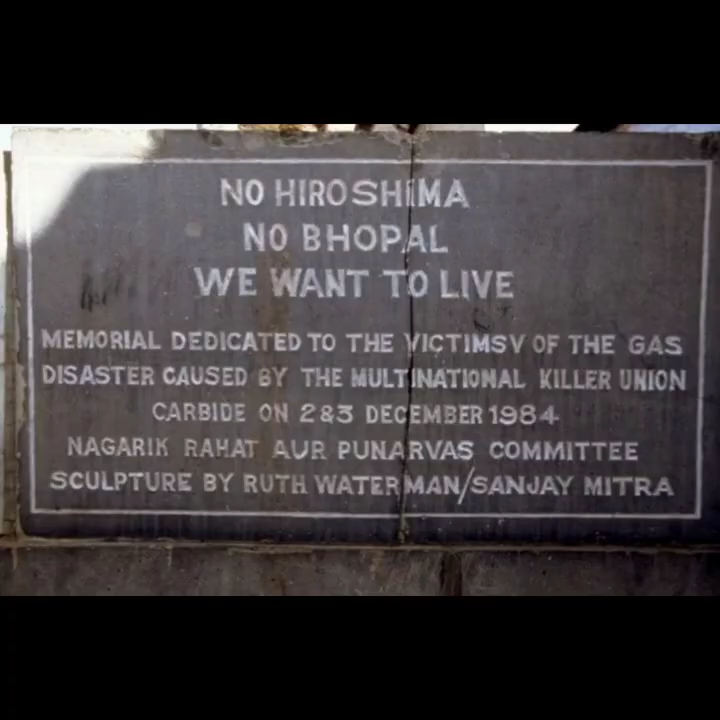 NO HIROSHIMA
NO BHOPAL
WE WANT TO LIVE
MEMORIAL DEDICATED TO THE VICTIMSV OF THE GAS
DISASTER CAUSED BY THE MULTINATIONAL KILLER UNION
CARBIDE ON 2&3 DECEMBER 1984
NAGARIK RAHAT AUR PUNARVAS COMMITTEE
SCULPTURE BY RUTH WATERMAN/SANJAY MITRA